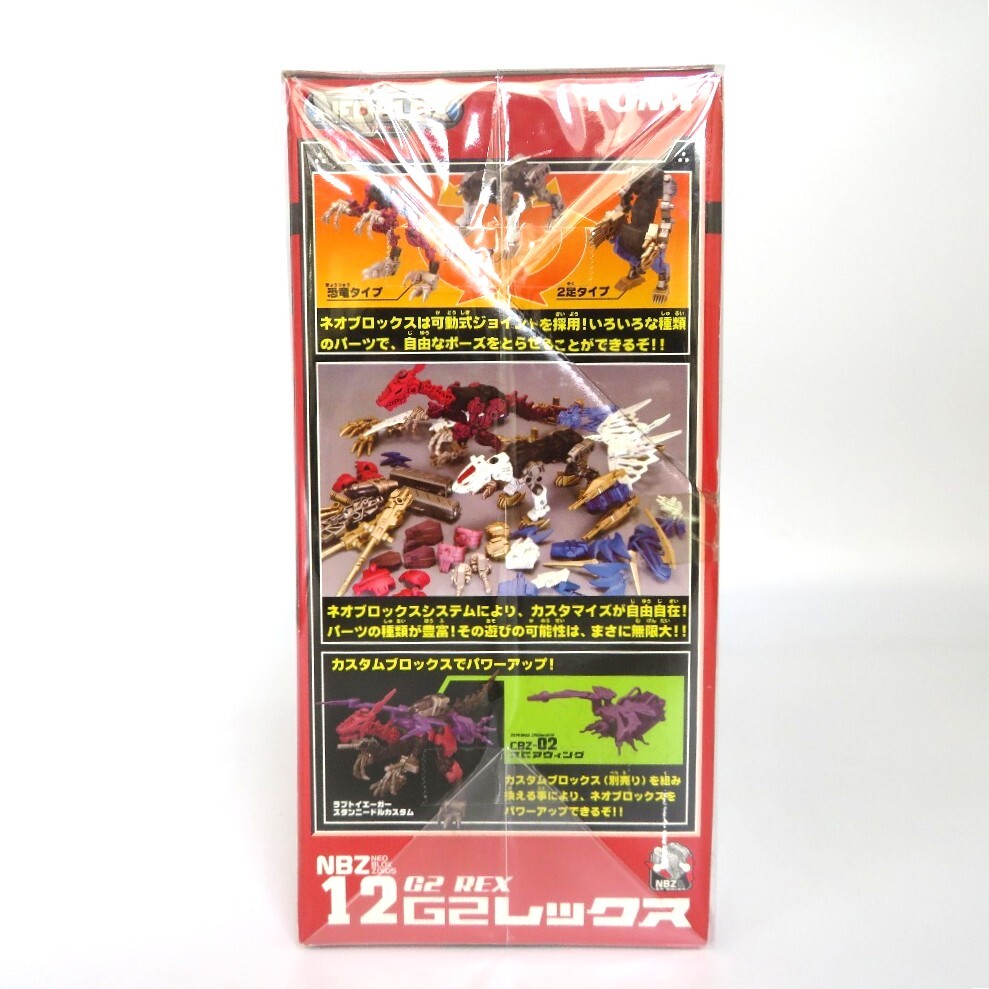 NEOBLOX
TOMY
恐竜タイプ
2足タイプ
ネオブロックスは可動式ジョイントを採用!いろいろな種類
のパーツで、自由なポーズをとらせることができるぞ!!
ネオブロックスシステムにより、カスタマイズが自由自在!
パーツの種類が豊富!その遊びの可能性は、まさに無限大!!
カスタムブロックスでパワーアップ!
CBZ-02
スピアウィング
カスタムブロックス(別売り)を組み
換える事により、ネオブロックスを
パワーアップできるぞ!!
ラプトイエーガー
スタンニードルカスタム
NBZ NEO BLOX ZOIDS
12
G2 REX
G2レックス
NBZ